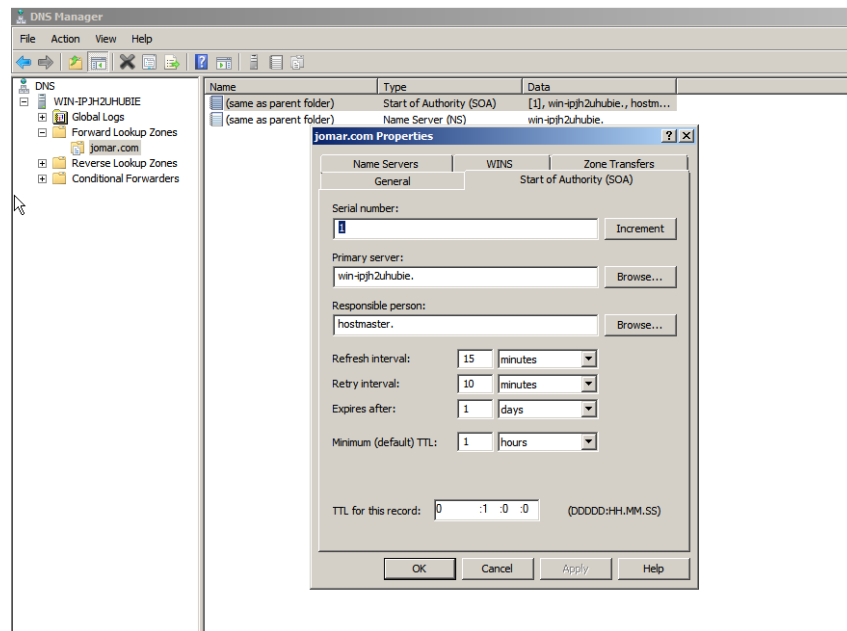 DNS Manager
File Action View Help
DNS
WIN-IPJH2UHUBIE
Global Logs
Forward Lookup Zones
jomar.com
Reverse Lookup Zones
Conditional Forwarders
Name Type Data
(same as parent folder) Start of Authority (SOA) [1], win-ipjh2uhubie., hostm...
(same as parent folder) Name Server (NS) win-ipjh2uhubie.
jomar.com Properties
Name Servers WINS Zone Transfers
General Start of Authority (SOA)
Serial number:
1 Increment
Primary server:
win-ipjh2uhubie. Browse...
Responsible person:
hostmaster. Browse...
Refresh interval: 15 minutes
Retry interval: 10 minutes
Expires after: 1 days
Minimum (default) TTL: 1 hours
TTL for this record: 0 :1 :0 :0 (DDDDD:HH.MM.SS)
OK Cancel Apply Help